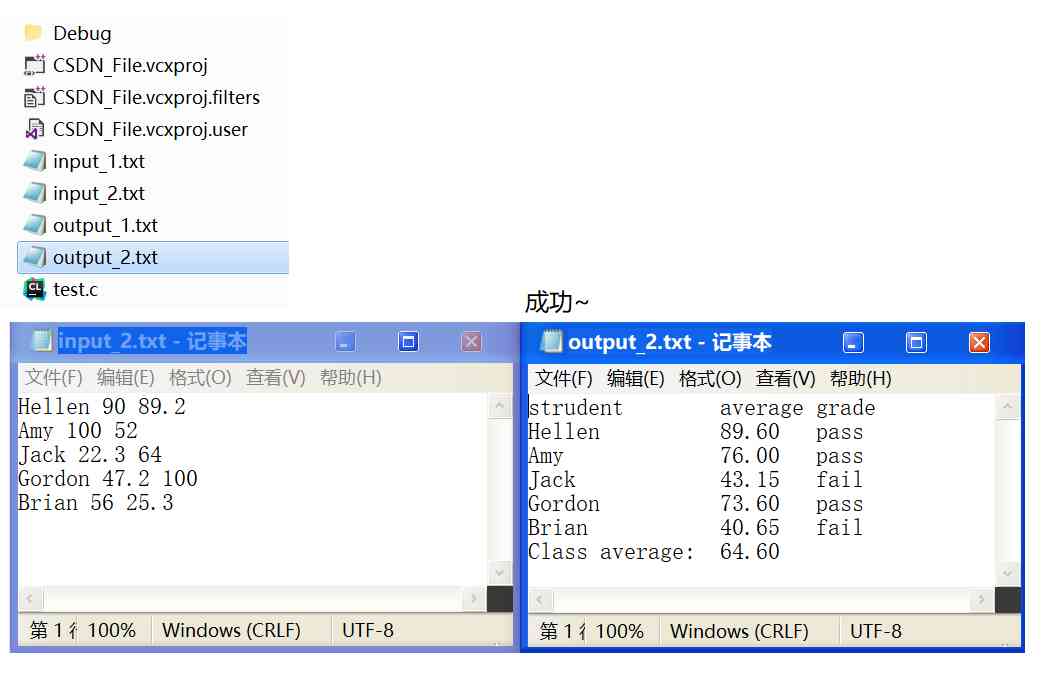 Debug
CSDN_File.vcxproj
CSDN_File.vcxproj.filters
CSDN_File.vcxproj.user
input_1.txt
input_2.txt
output_1.txt
output_2.txt
CL test.c
成功~
input_2.txt - 记事本
文件(F) 编辑(E) 格式(O) 查看(V) 帮助(H)
Hellen 90 89.2
Amy 100 52
Jack 22.3 64
Gordon 47.2 100
Brian 56 25.3
第 1 100% Windows (CRLF) UTF-8
output_2.txt - 记事本
文件(F) 编辑(E) 格式(O) 查看(V) 帮助(H)
strudent average grade
Hellen 89.60 pass
Amy 76.00 pass
Jack 43.15 fail
Gordon 73.60 pass
Brian 40.65 fail
Class average: 64.60
第 1 100% Windows (CRLF) UTF-8